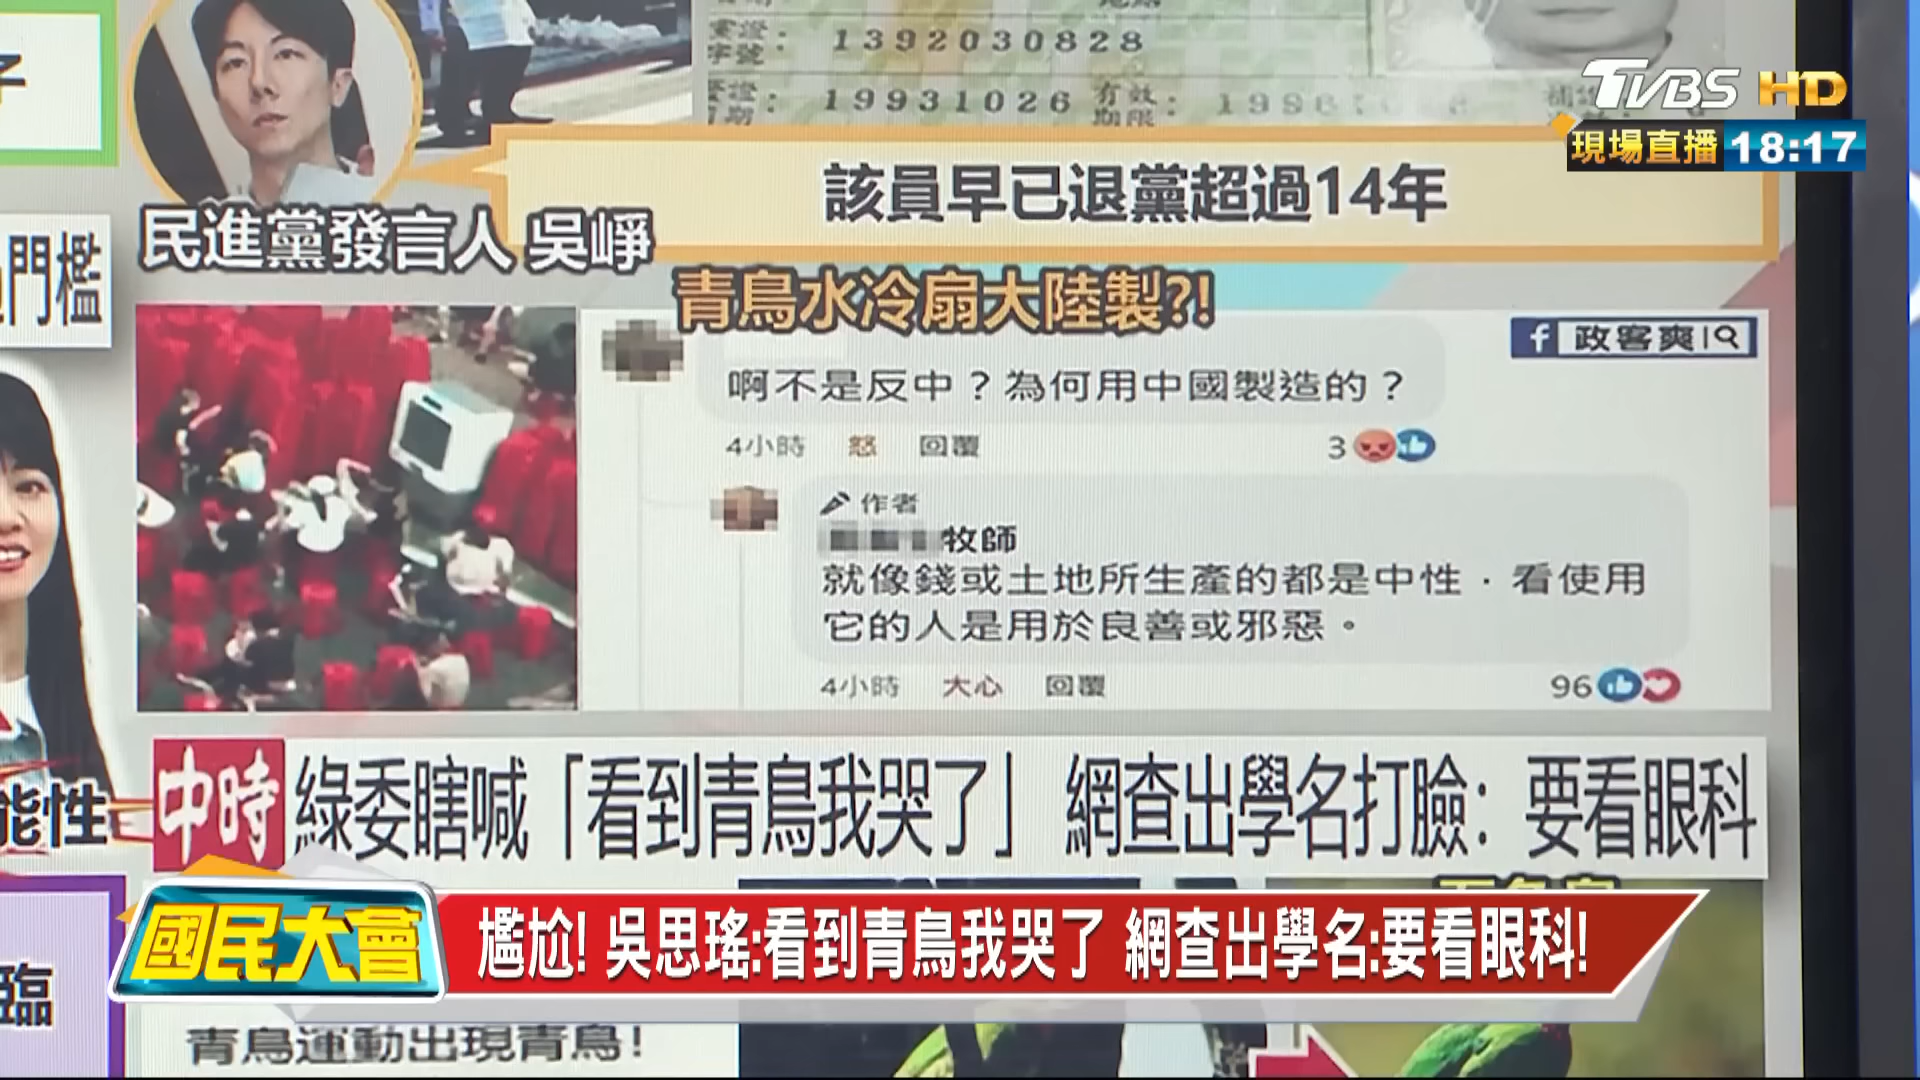 1392030828
TVBS HD
19931026 有效
期限
現場直播 18:17
該員早已退黨超過14年
民進黨發言人 吳崢
門檻
青鳥水冷扇大陸製?!
f 政客爽
啊不是反中？為何用中國製造的？
4小時 怒 回覆 3
作者
牧師
就像錢或土地所生產的都是中性．看使用
它的人是用於良善或邪惡。
4小時 大心 回覆 96
能性
中時 綠委瞎喊「看到青鳥我哭了」 網查出學名打臉：要看眼科
國民大會
尷尬! 吳思瑤:看到青鳥我哭了 網查出學名:要看眼科!
臨
青鳥運動出現青鳥!